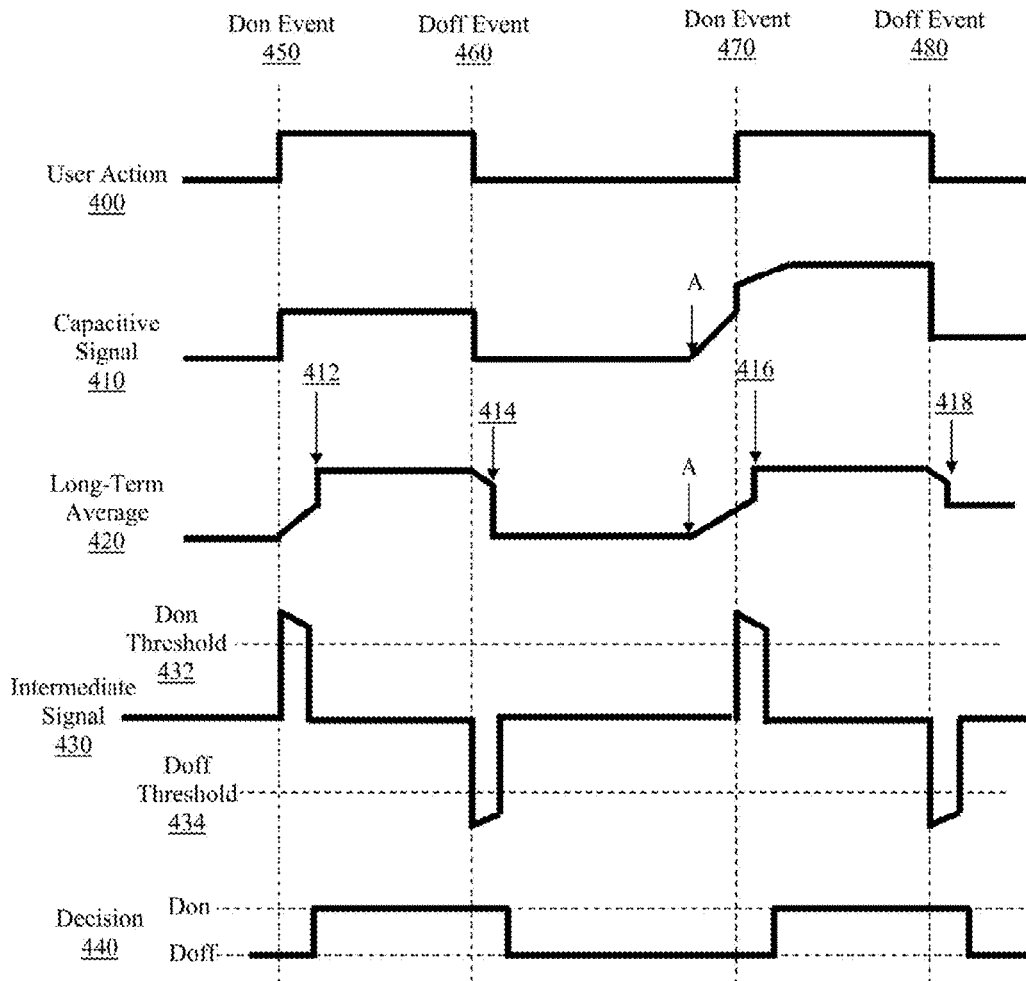 Don Event
450
Doff Event
460
Don Event
470
Doff Event
480
User Action
400
A
Capacitive
Signal
410
412
414
416
418
A
Long-Term
Average
420
Don
Threshold
432
Intermediate
Signal
430
Doff
Threshold
434
Decision
440
Don
Doff